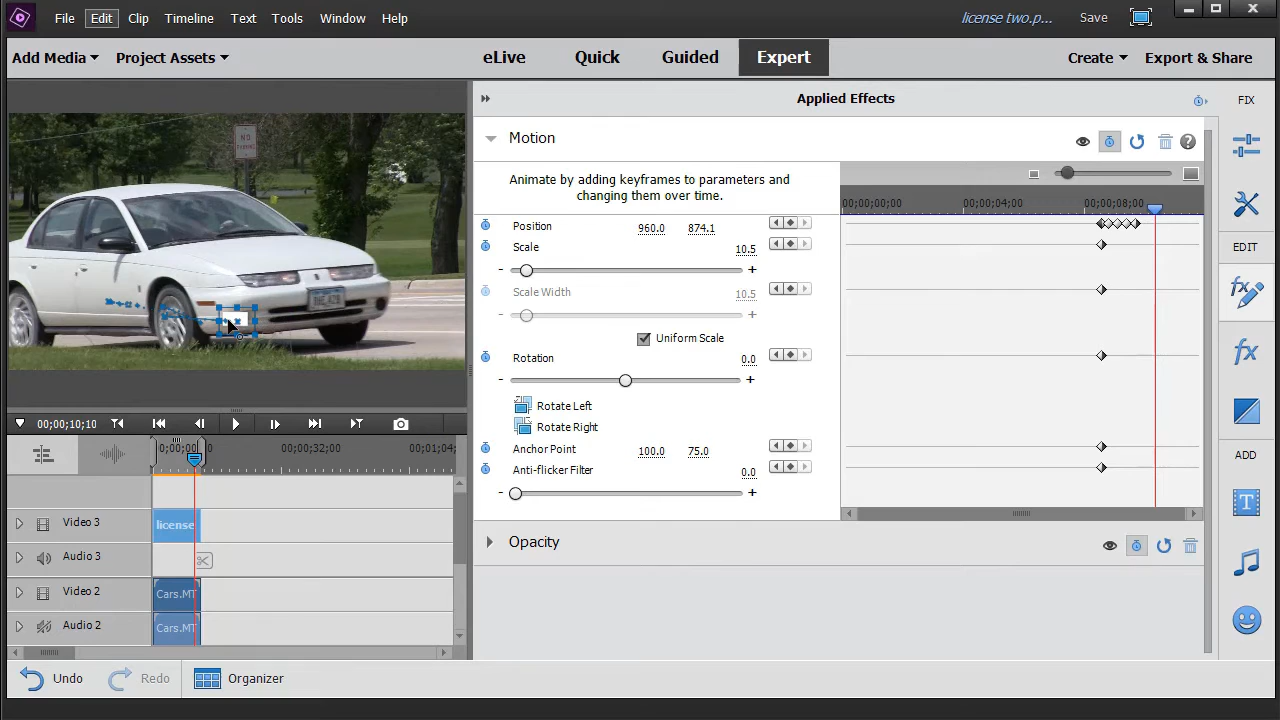 File Edit Clip Timeline Text Tools Window Help license two.p... Save
Add Media Project Assets eLive Quick Guided Expert Create Export & Share
Applied Effects FIX
Motion
Animate by adding keyframes to parameters and
changing them over time.
00;00;00;00 00;00;04;00 00;00;08;00
Position 960.0 874.1
Scale 10.5
- +
Scale Width 10.5
- +
Uniform Scale
Rotation 0.0
- +
Rotate Left
Rotate Right
Anchor Point 100.0 75.0
Anti-flicker Filter 0.0
- +
Opacity
EDIT
ADD
NO
00;00;10;10
00;00;32;00 00;01;04;
Video 3 license
Audio 3
Video 2 Cars.MT
Audio 2 Cars.MT
Undo Redo Organizer